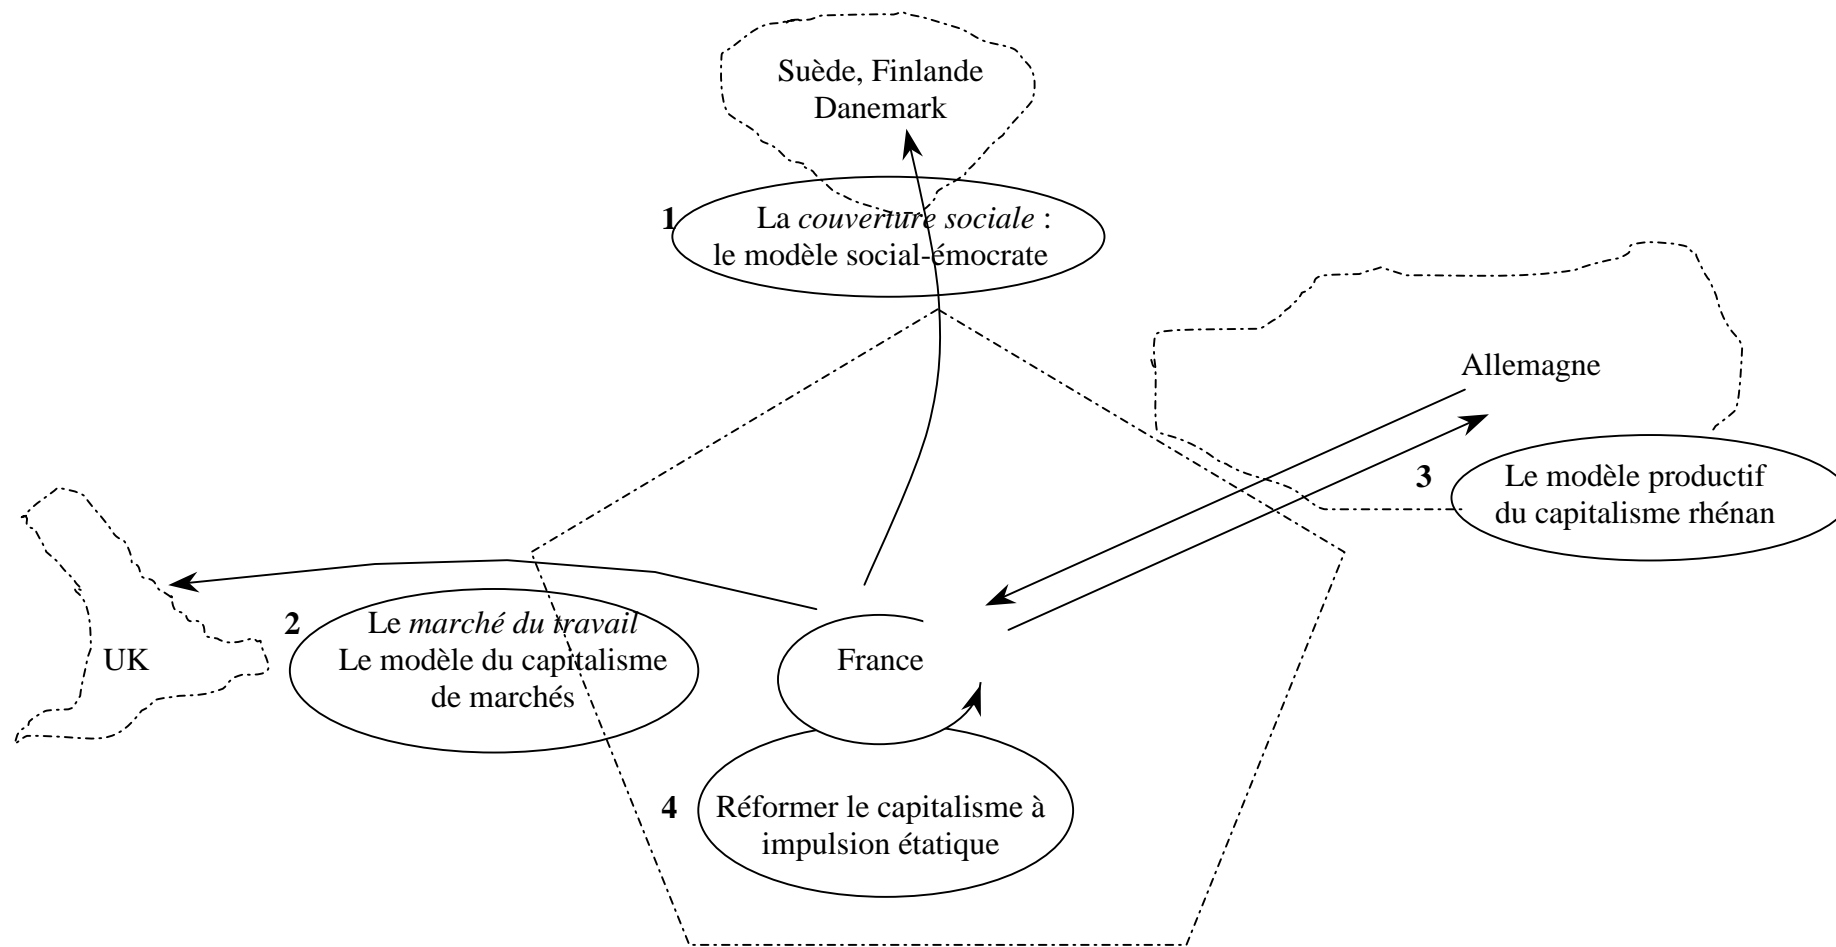 Suède, Finlande
Danemark
1
La couverture sociale :
le modèle social-émocrate
Allemagne
3
Le modèle productif
du capitalisme rhénan
2
Le marché du travail
Le modèle du capitalisme
de marchés
UK
France
4
Réformer le capitalisme à
impulsion étatique